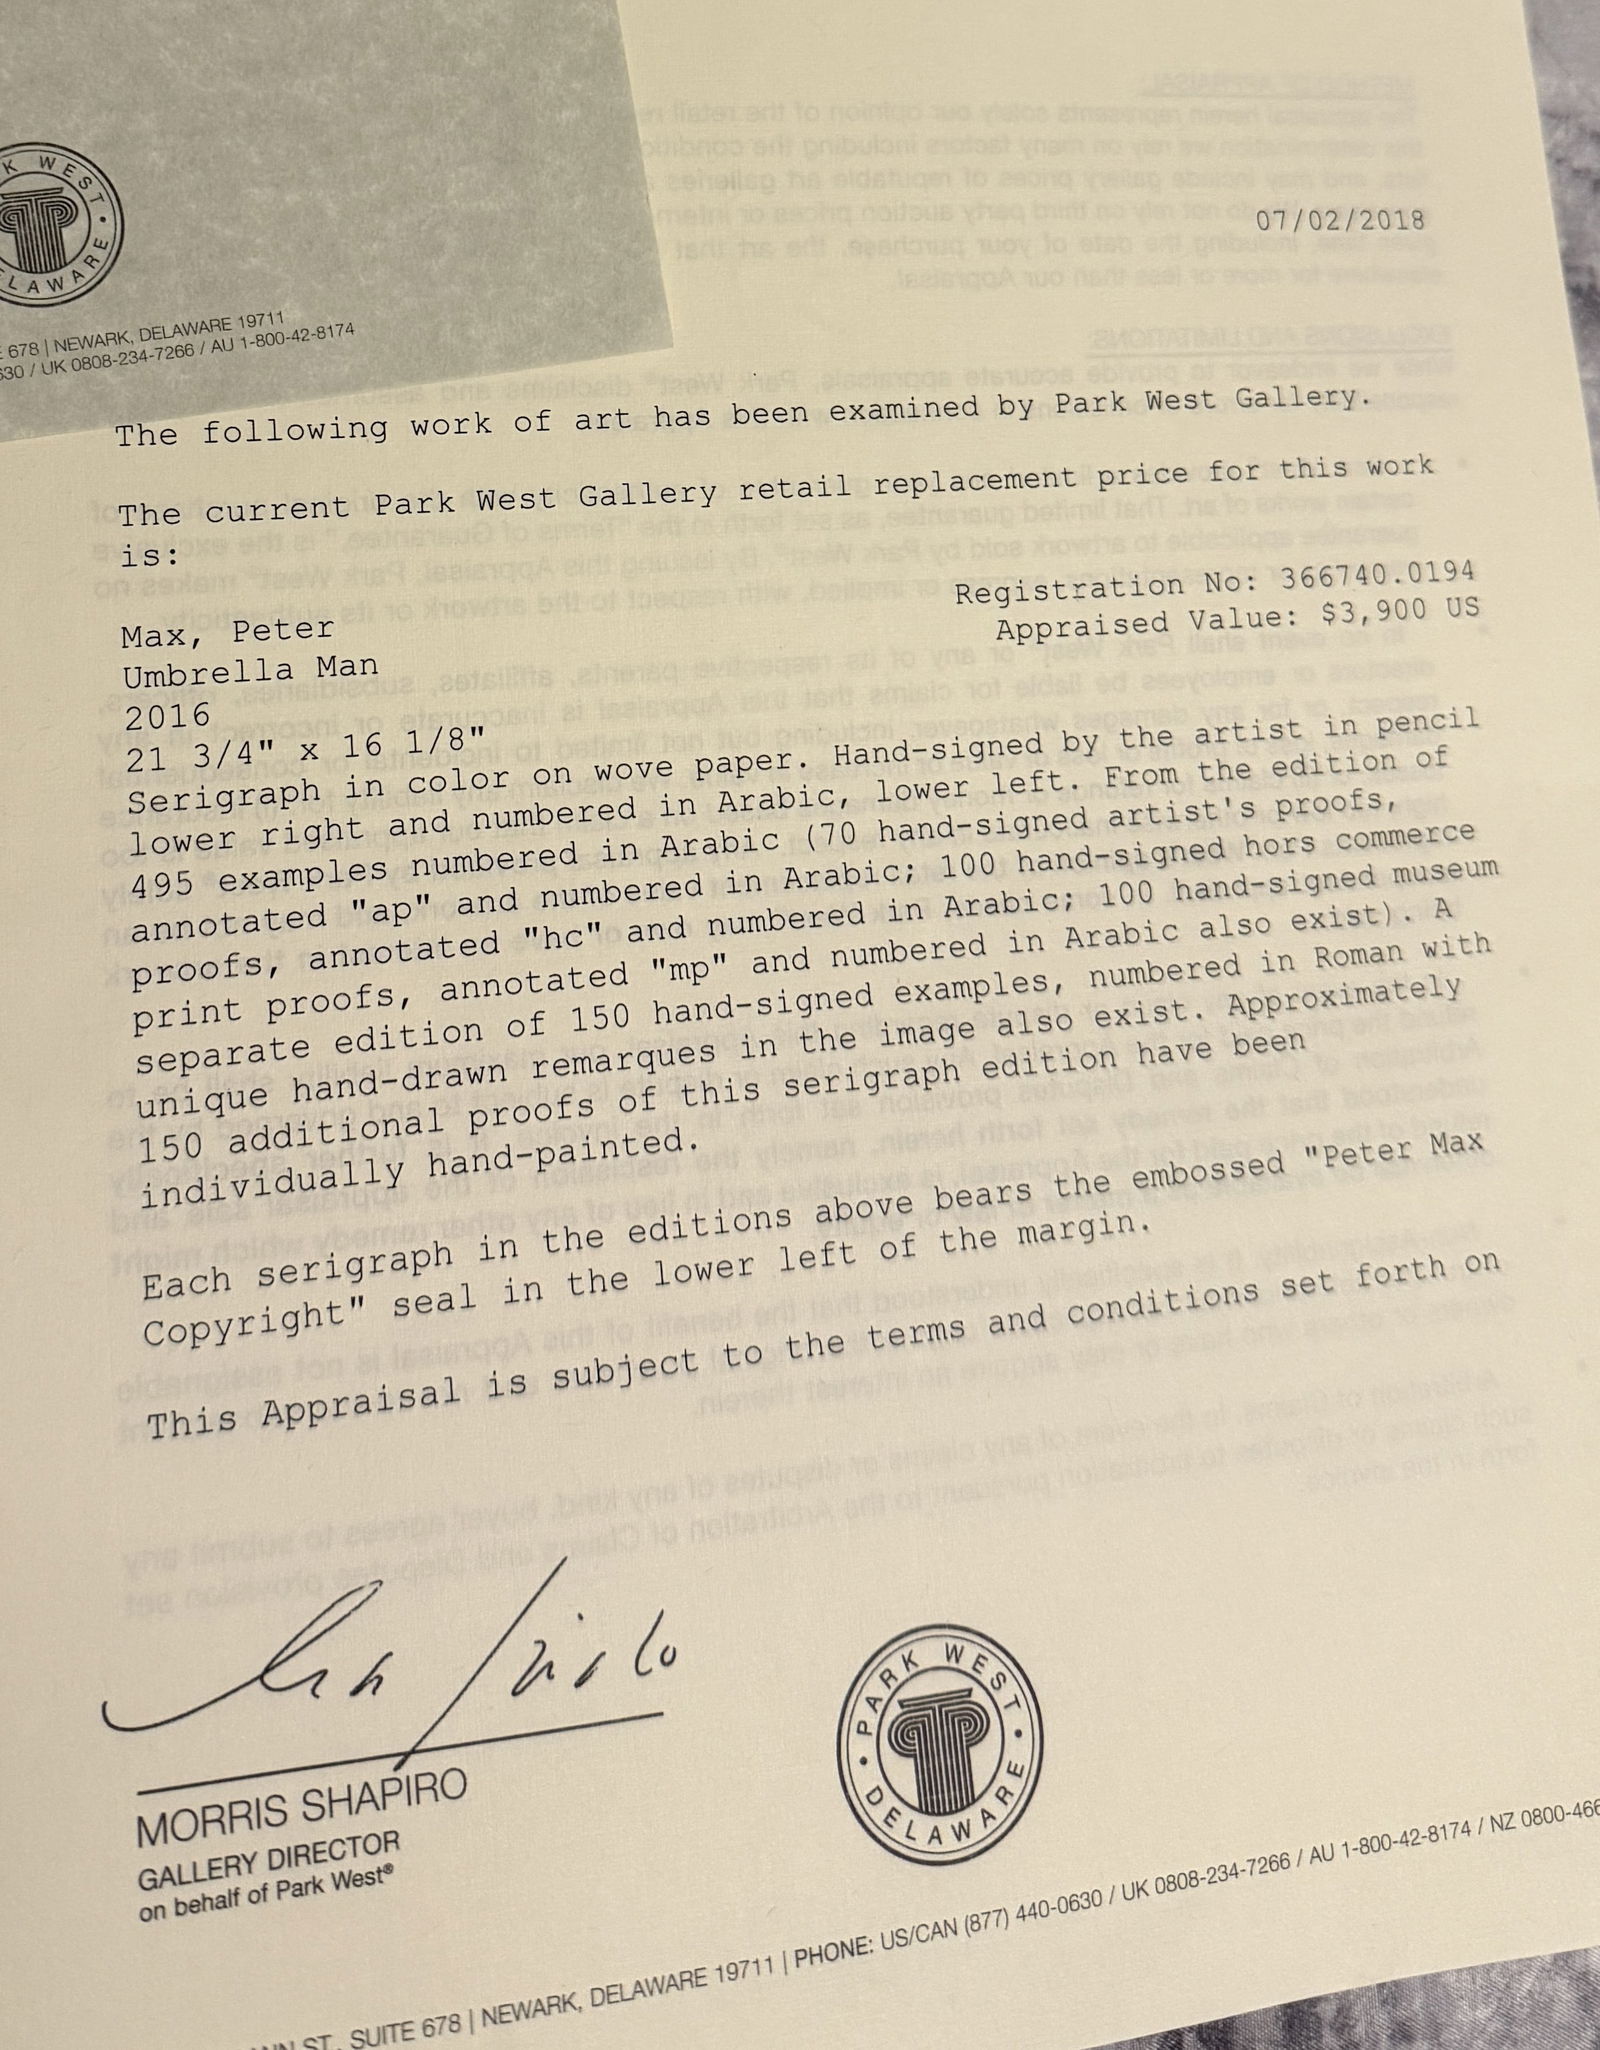 K WEST
ELAWARE
678 | NEWARK, DELAWARE 19711
630 / UK 0808-234-7266 / AU 1-800-42-8174
07/02/2018
The following work of art has been examined by Park West Gallery.
The current Park West Gallery retail replacement price for this work
is:
Registration No: 366740.0194
Appraised Value: $3,900 US
Max, Peter
Umbrella Man
2016
21 3/4" x 16 1/8"
Serigraph in color on wove paper. Hand-signed by the artist in pencil
lower right and numbered in Arabic, lower left. From the edition of
495 examples numbered in Arabic (70 hand-signed artist's proofs,
annotated "ap" and numbered in Arabic; 100 hand-signed hors commerce
proofs, annotated "hc" and numbered in Arabic; 100 hand-signed museum
print proofs, annotated "mp" and numbered in Arabic also exist). A
separate edition of 150 hand-signed examples, numbered in Roman with
unique hand-drawn remarques in the image also exist. Approximately
150 additional proofs of this serigraph edition have been
individually hand-painted.
Each serigraph in the editions above bears the embossed "Peter Max
Copyright" seal in the lower left of the margin.
This Appraisal is subject to the terms and conditions set forth on
MORRIS SHAPIRO
GALLERY DIRECTOR
on behalf of Park West®
PARK WEST
DELAWARE
ST., SUITE 678 | NEWARK, DELAWARE 19711 | PHONE: US/CAN (877) 440-0630 / UK 0808-234-7266 / AU 1-800-42-8174 / NZ 0800-466